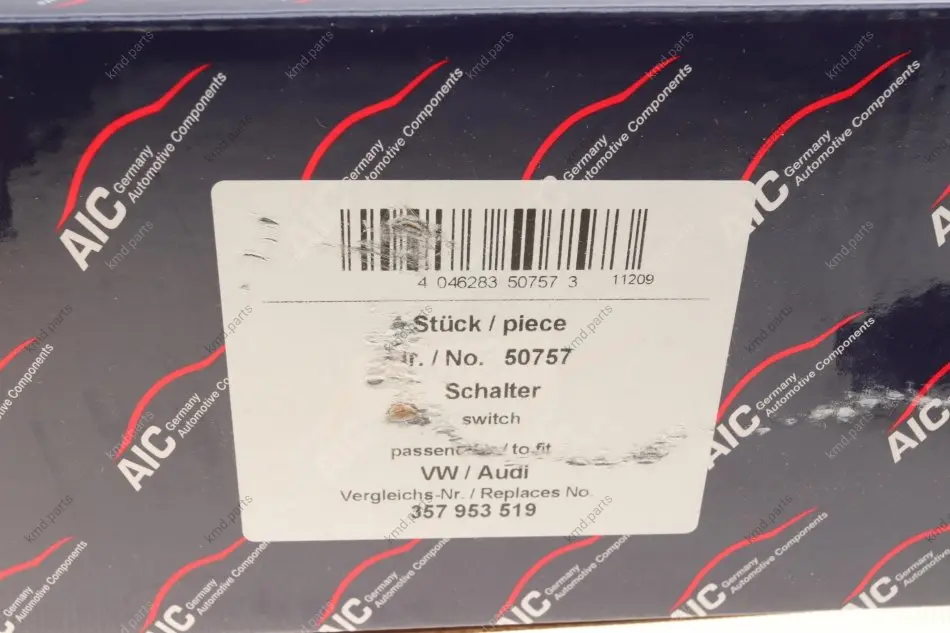 AIC Germany
Automotive Components
4 046283 50757 3 11209
Stück / piece
/ No. 50757
Schalter
switch
/ to fit
VW / Audi
Vergleichs-Nr. / Replaces No.
357 953 519
kmd.parts